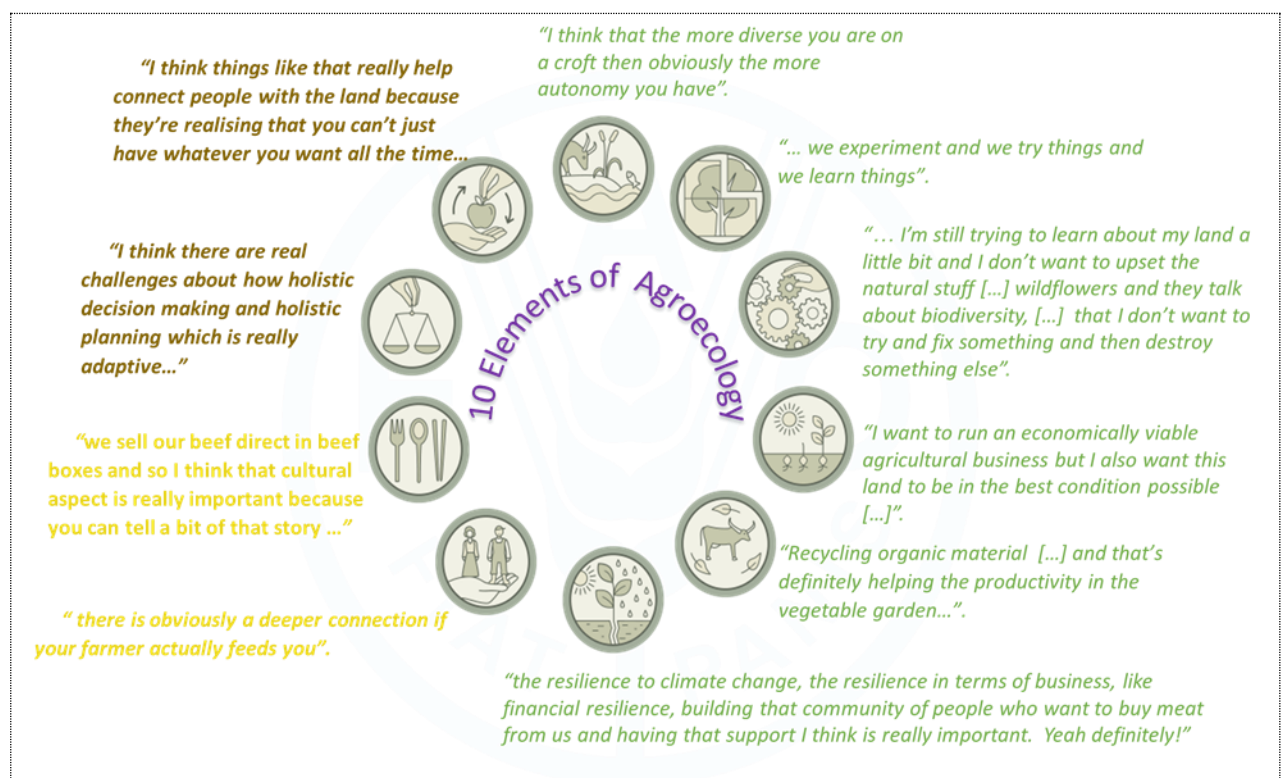 “I think that the more diverse you are on
a croft then obviously the more
autonomy you have”.
“I think things like that really help
connect people with the land because
they’re realising that you can’t just
have whatever you want all the time…
“… we experiment and we try things and
we learn things”.
“… I’m still trying to learn about my land a
little bit and I don’t want to upset the
natural stuff […] wildflowers and they talk
about biodiversity, […] that I don’t want to
try and fix something and then destroy
something else”.
“I think there are real
challenges about how holistic
decision making and holistic
planning which is really
adaptive…”
10 Elements of Agroecology
“we sell our beef direct in beef
boxes and so I think that cultural
aspect is really important because
you can tell a bit of that story …”
“I want to run an economically viable
agricultural business but I also want this
land to be in the best condition possible
[…]”.
“Recycling organic material […] and that’s
definitely helping the productivity in the
vegetable garden…”.
“ there is obviously a deeper connection if
your farmer actually feeds you”.
“the resilience to climate change, the resilience in terms of business, like
financial resilience, building that community of people who want to buy meat
from us and having that support I think is really important. Yeah definitely!”